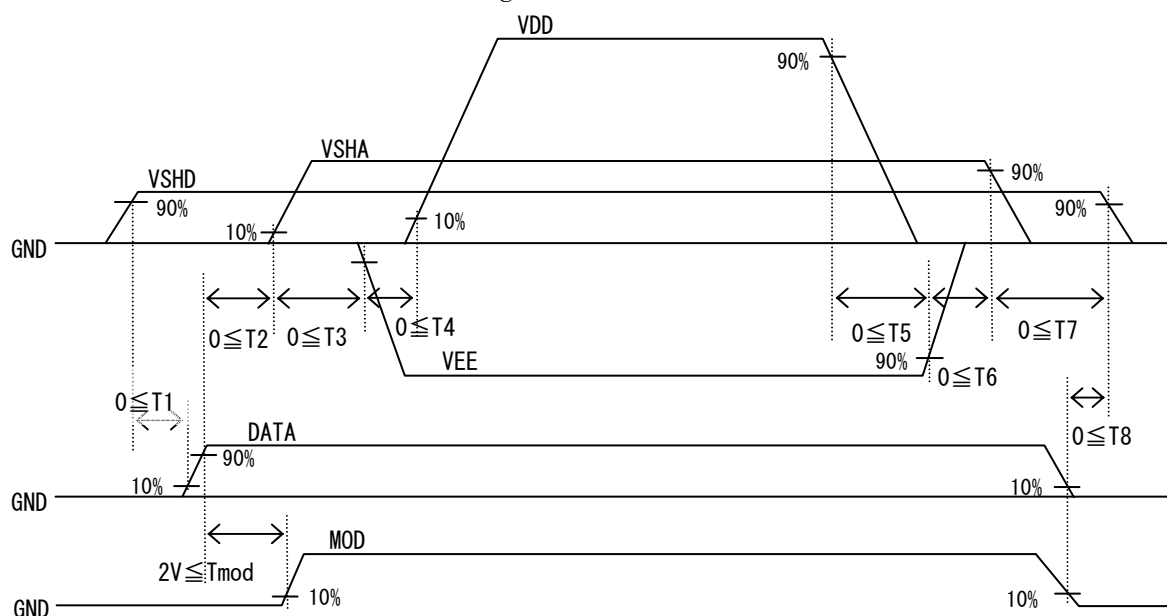 VDD
90%
VSHA
VSHD
90%
90%
10%
10%
90%
GND
0≦T2
0≦T3
0≦T4
0≦T5
0≦T7
VEE
90%
0≦T6
0≦T1
DATA
0≦T8
90%
10%
10%
GND
MOD
2V≦Tmod
10%
10%
GND